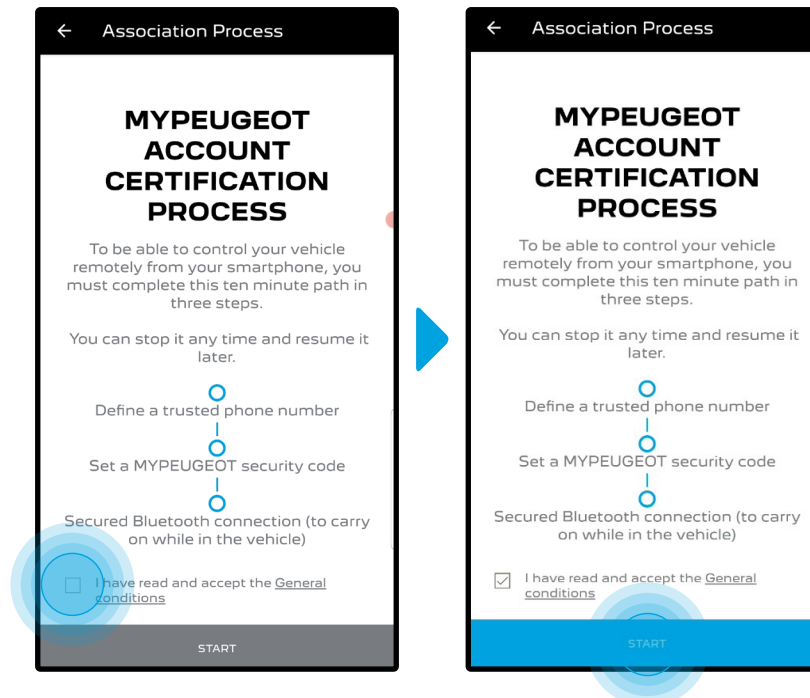 Association Process
MYPEUGEOT
ACCOUNT
CERTIFICATION
PROCESS
To be able to control your vehicle
remotely from your smartphone, you
must complete this ten minute path in
three steps.
You can stop it any time and resume it
later.
Define a trusted phone number
Set a MYPEUGEOT security code
Secured Bluetooth connection (to carry
on while in the vehicle)
I have read and accept the General
conditions
START
Association Process
MYPEUGEOT
ACCOUNT
CERTIFICATION
PROCESS
To be able to control your vehicle
remotely from your smartphone, you
must complete this ten minute path in
three steps.
You can stop it any time and resume it
later.
Define a trusted phone number
Set a MYPEUGEOT security code
Secured Bluetooth connection (to carry
on while in the vehicle)
I have read and accept the General
conditions
START